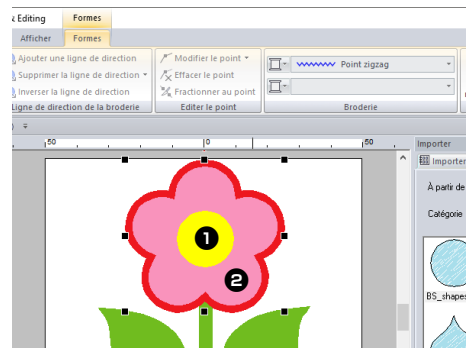 & Editing Formes
Afficher Formes
Ajouter une ligne de direction
Supprimer la ligne de direction
Inverser la ligne de direction
Ligne de direction de la broderie
Modifier le point
Effacer le point
Fractionner au point
Editer le point
Point zigzag
Broderie
50 0 50
Importer
Importer
À partir de
Catégorie
BS_shapes
1
2